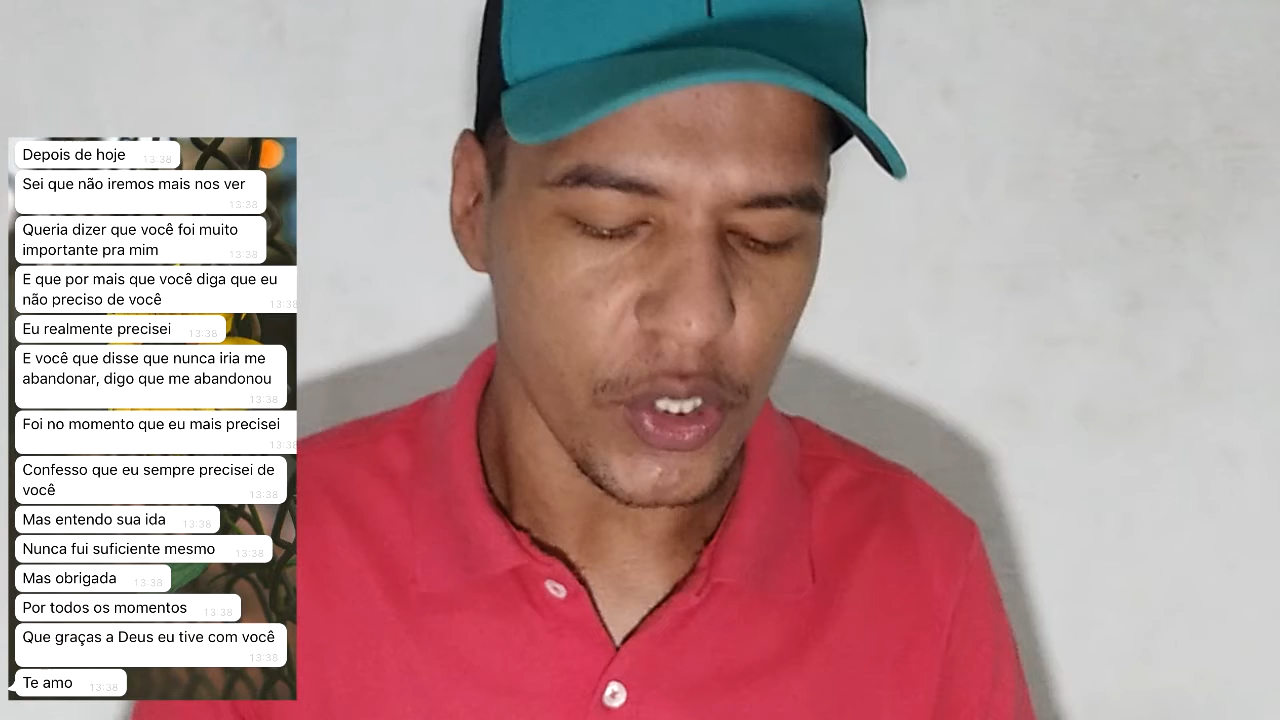 Depois de hoje 13:38
Sei que não iremos mais nos ver
13:38
Queria dizer que você foi muito
importante pra mim 13:38
E que por mais que você diga que eu
não preciso de você 13:38
Eu realmente precisei 13:38
E você que disse que nunca iria me
abandonar, digo que me abandonou
13:38
Foi no momento que eu mais precisei
13:38
Confesso que eu sempre precisei de
você 13:38
Mas entendo sua ida 13:38
Nunca fui suficiente mesmo 13:38
Mas obrigada 13:38
Por todos os momentos 13:38
Que graças a Deus eu tive com você
13:38
Te amo 13:38